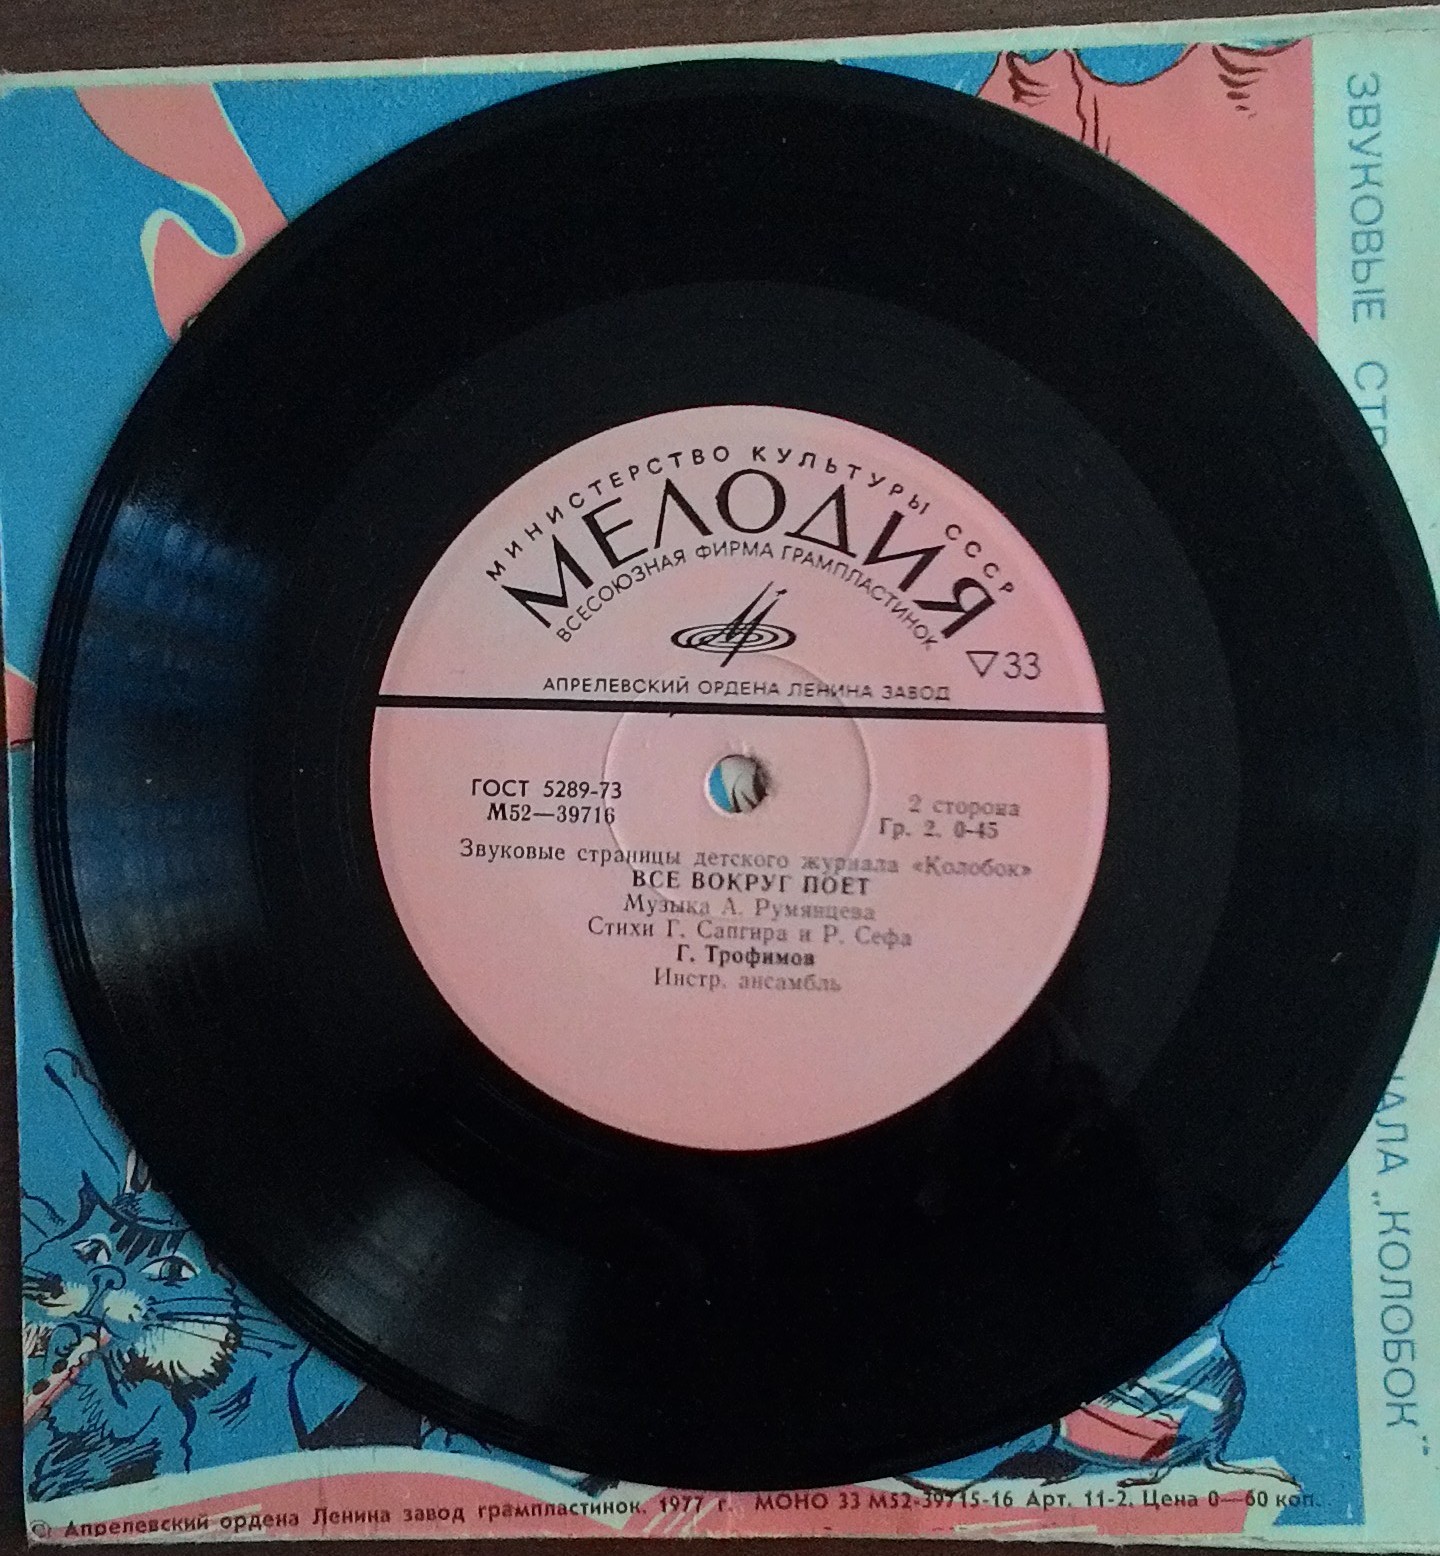 МИНИСТЕРСТВО КУЛЬТУРЫ СССР
МЕЛОДИЯ
ВСЕСОЮЗНАЯ ФИРМА ГРАМПЛАСТИНОК
▽33
АПРЕЛЕВСКИЙ ОРДЕНА ЛЕНИНА ЗАВОД
ГОСТ 5289-73
М52—39716
2 сторона
Гр. 2. 0-45
Звуковые страницы детского журнала «Колобок»
ВСЕ ВОКРУГ ПОЕТ
Музыка А. Румянцева
Стихи Г. Сапгира и Р. Сефа
Г. Трофимов
Инстр. ансамбль
ЗВУКОВЫЕ СТР
НАЛА „КОЛОБОК"
© Апрелевский ордена Ленина завод грампластинок. 1977 г. МОНО 33 М52-39715-16 Арт. 11-2. Цена 0—60 коп.